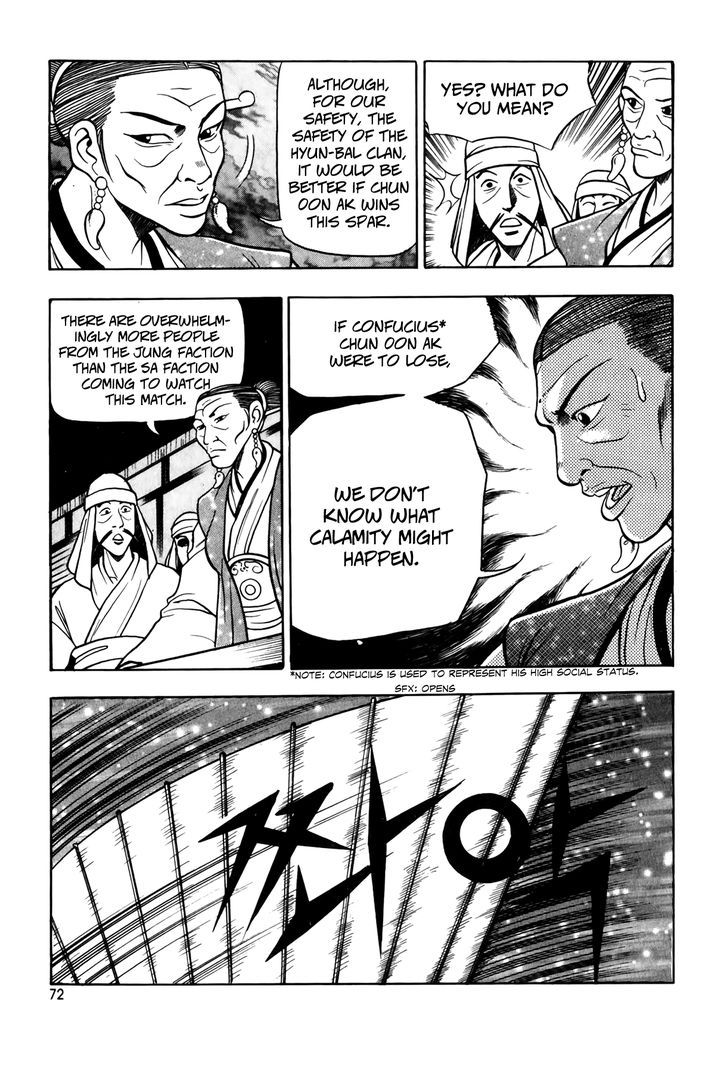 ALTHOUGH,
FOR OUR
SAFETY, THE
SAFETY OF THE
HYUN-BAL CLAN,
IT WOULD BE
BETTER IF CHUN
OON AK WINS
THIS SPAR.
YES? WHAT DO
YOU MEAN?
THERE ARE OVERWHELM-
INGLY MORE PEOPLE
FROM THE JUNG FACTION
THAN THE SA FACTION
COMING TO WATCH
THIS MATCH.
IF CONFUCIUS*
CHUN OON AK
WERE TO LOSE,
WE DON'T
KNOW WHAT
CALAMITY MIGHT
HAPPEN.
*NOTE: CONFUCIUS IS USED TO REPRESENT HIS HIGH SOCIAL STATUS.
SFX: OPENS
쫘악
72